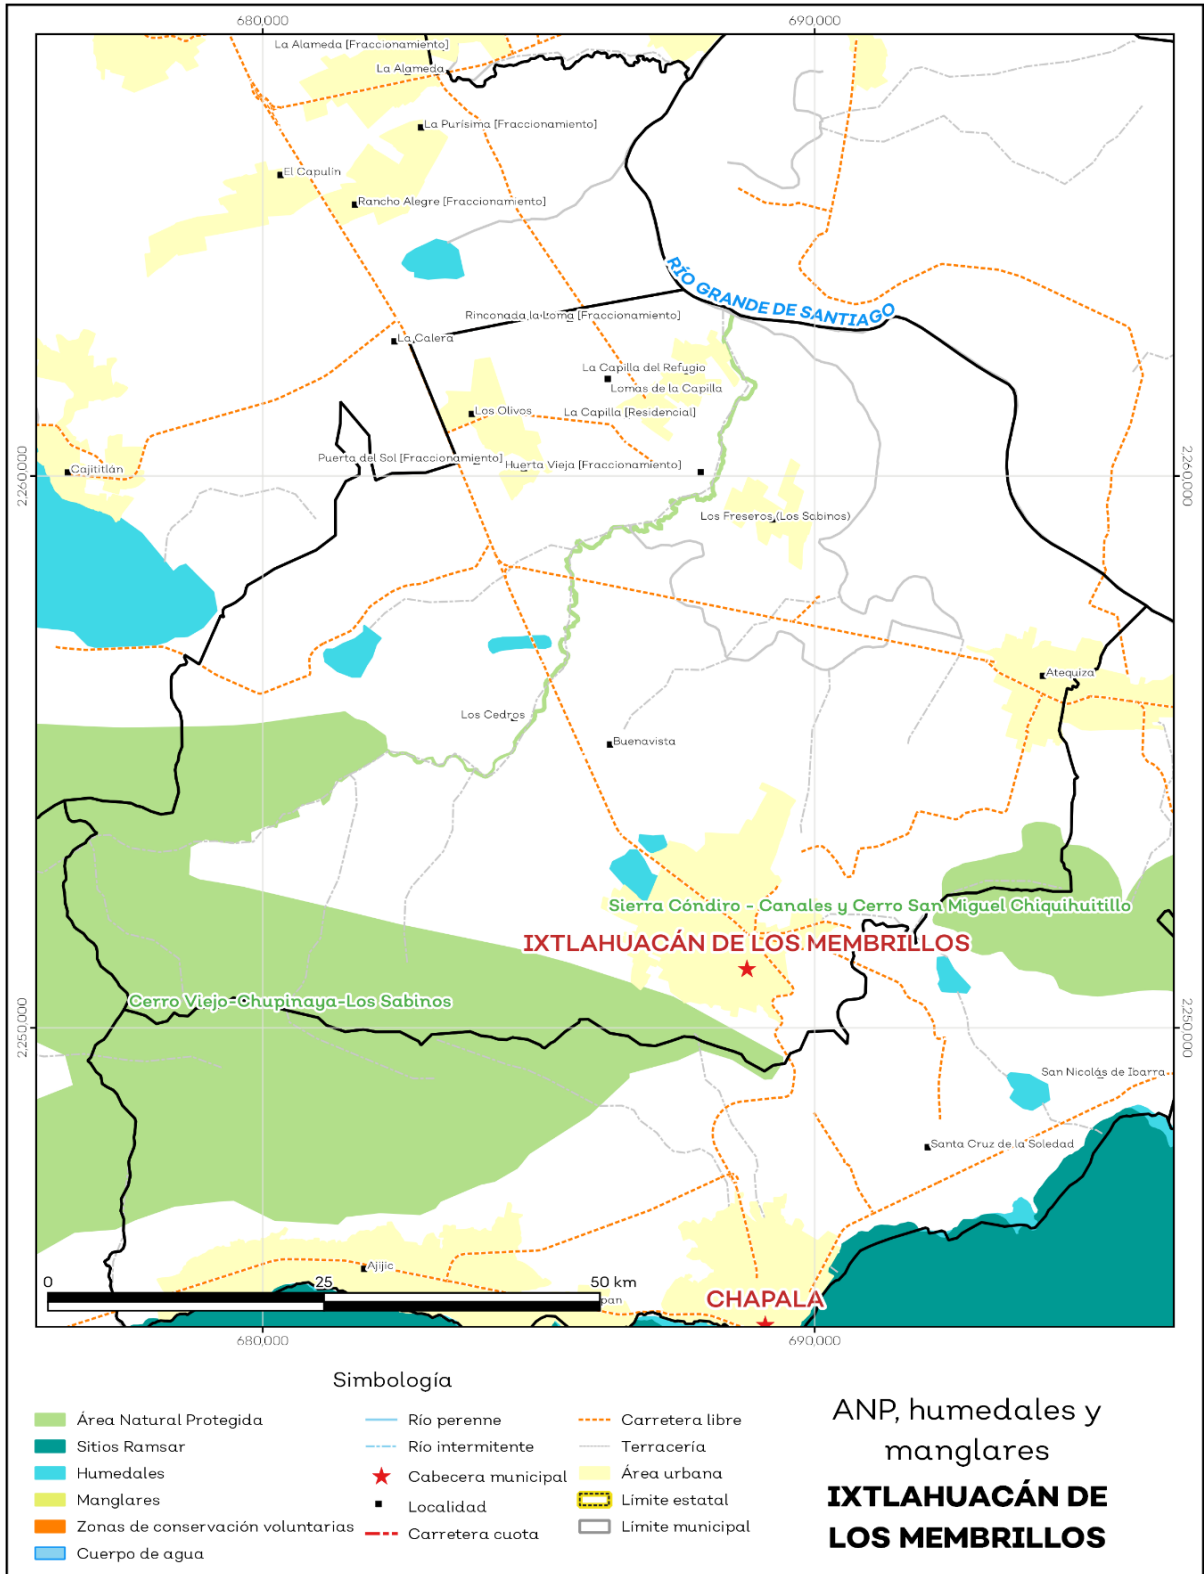 680,000
690,000
La Alameda [Fraccionamiento]
La Alameda
La Purísima [Fraccionamiento]
El Capulín
Rancho Alegre [Fraccionamiento]
RÍO GRANDE DE SANTIAGO
Rinconada la Loma [Fraccionamiento]
La Calera
La Capilla del Refugio
Lomas de la Capilla
Los Olivos
La Capilla [Residencial]
Puerta del Sol [Fraccionamiento]
Huerta Vieja [Fraccionamiento]
Cajititlán
2,260,000
2,260,000
Los Freseros (Los Sabinos)
Atequiza
Los Cedros
Buenavista
Sierra Cóndiro - Canales y Cerro San Miguel Chiquihuitillo
IXTLAHUACÁN DE LOS MEMBRILLOS
Cerro Viejo-Chupinaya-Los Sabinos
2,250,000
2,250,000
San Nicolás de Ibarra
Santa Cruz de la Soledad
Ajijic
0
25
50 km
pan
CHAPALA
680,000
690,000
Simbología
Área Natural Protegida
Sitios Ramsar
Humedales
Manglares
Zonas de conservación voluntarias
Cuerpo de agua
Río perenne
Río intermitente
Cabecera municipal
Localidad
Carretera cuota
Carretera libre
Terracería
Área urbana
Límite estatal
Límite municipal
ANP, humedales y
manglares
IXTLAHUACÁN DE
LOS MEMBRILLOS